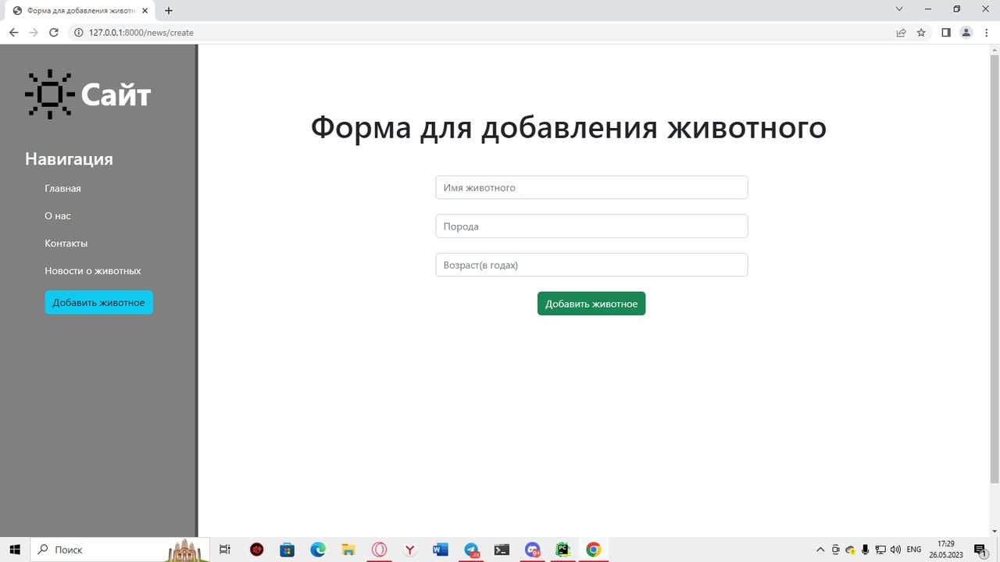 Форма для добавления животн
127.0.0.1:8000/news/create
Сайт
Навигация
Главная
О нас
Контакты
Новости о животных
Добавить животное
Форма для добавления животного
Имя животного
Порода
Возраст(в годах)
Добавить животное
Поиск
ENG
17:29
26.05.2023